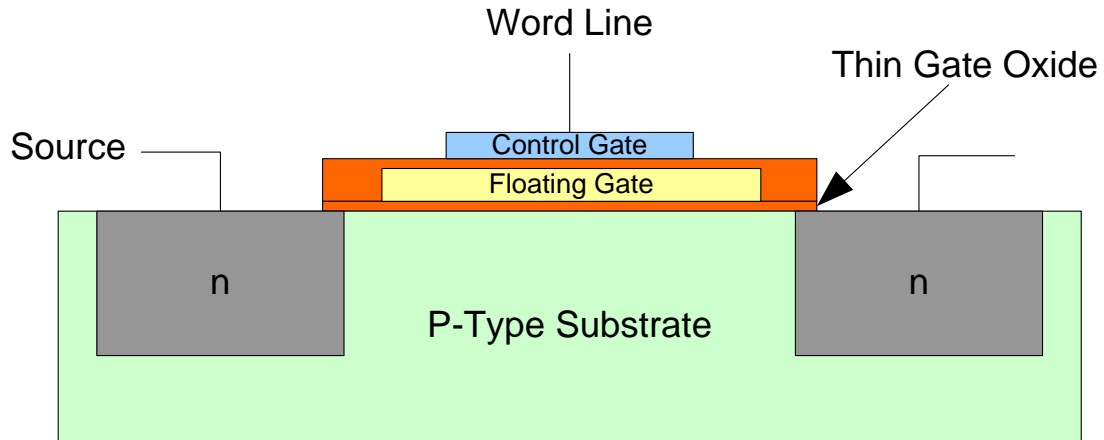 Word Line
Thin Gate Oxide
Source
Control Gate
Floating Gate
n
n
P-Type Substrate